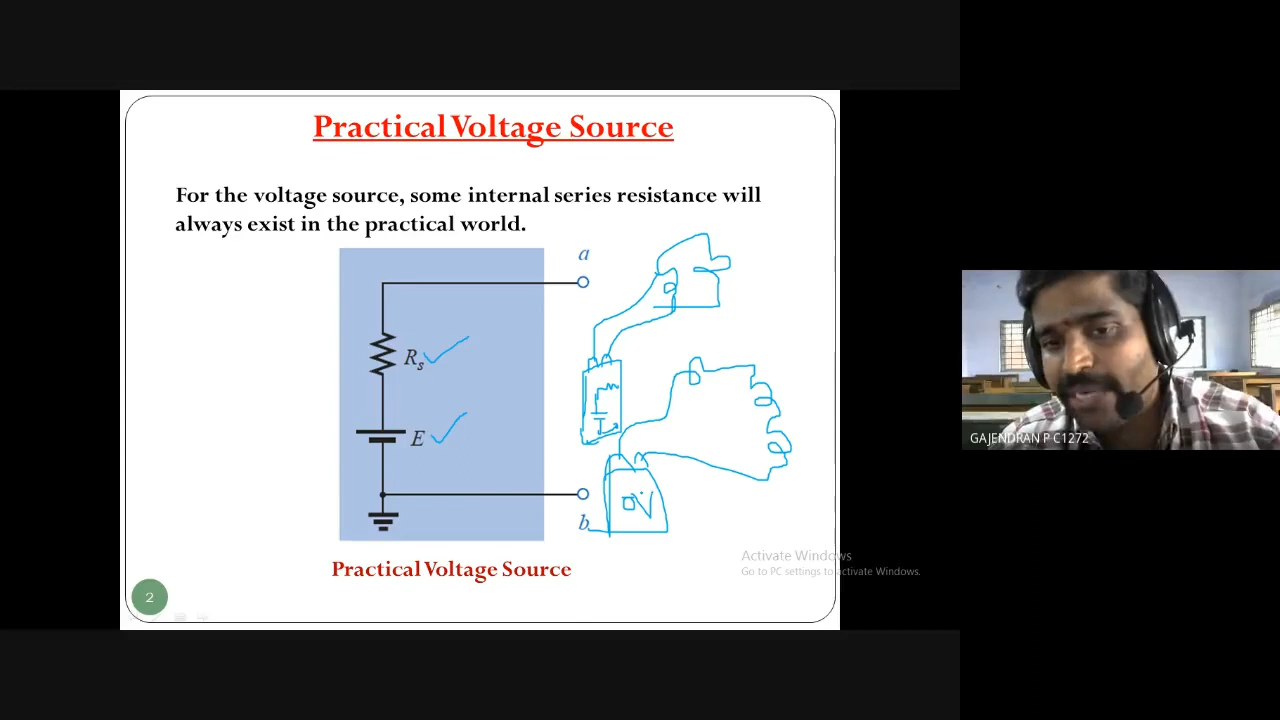 Practical Voltage Source
For the voltage source, some internal series resistance will
always exist in the practical world.
a
Rs
E
b
0V
Practical Voltage Source
2
Activate Windows
Go to PC settings to activate Windows.
GAJENDRAN P C1272